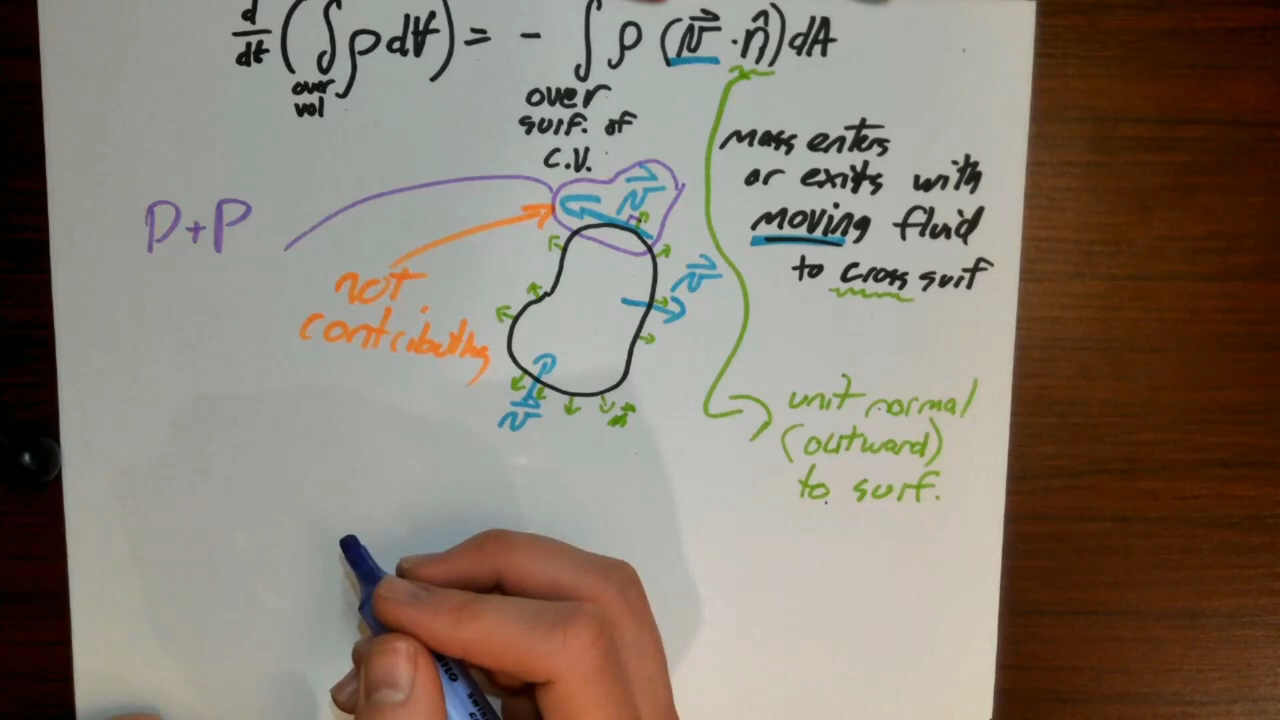 d/dt (∫ρdV) = - ∫ρ (v⃗·n̂)dA
over
vol
over
surf. of
C.V.
mass enters
or exits with
moving fluid
to cross surf
P+P
v⃗
not
contributing
v⃗
v⃗
n⃗
unit normal
(outward)
to surf.